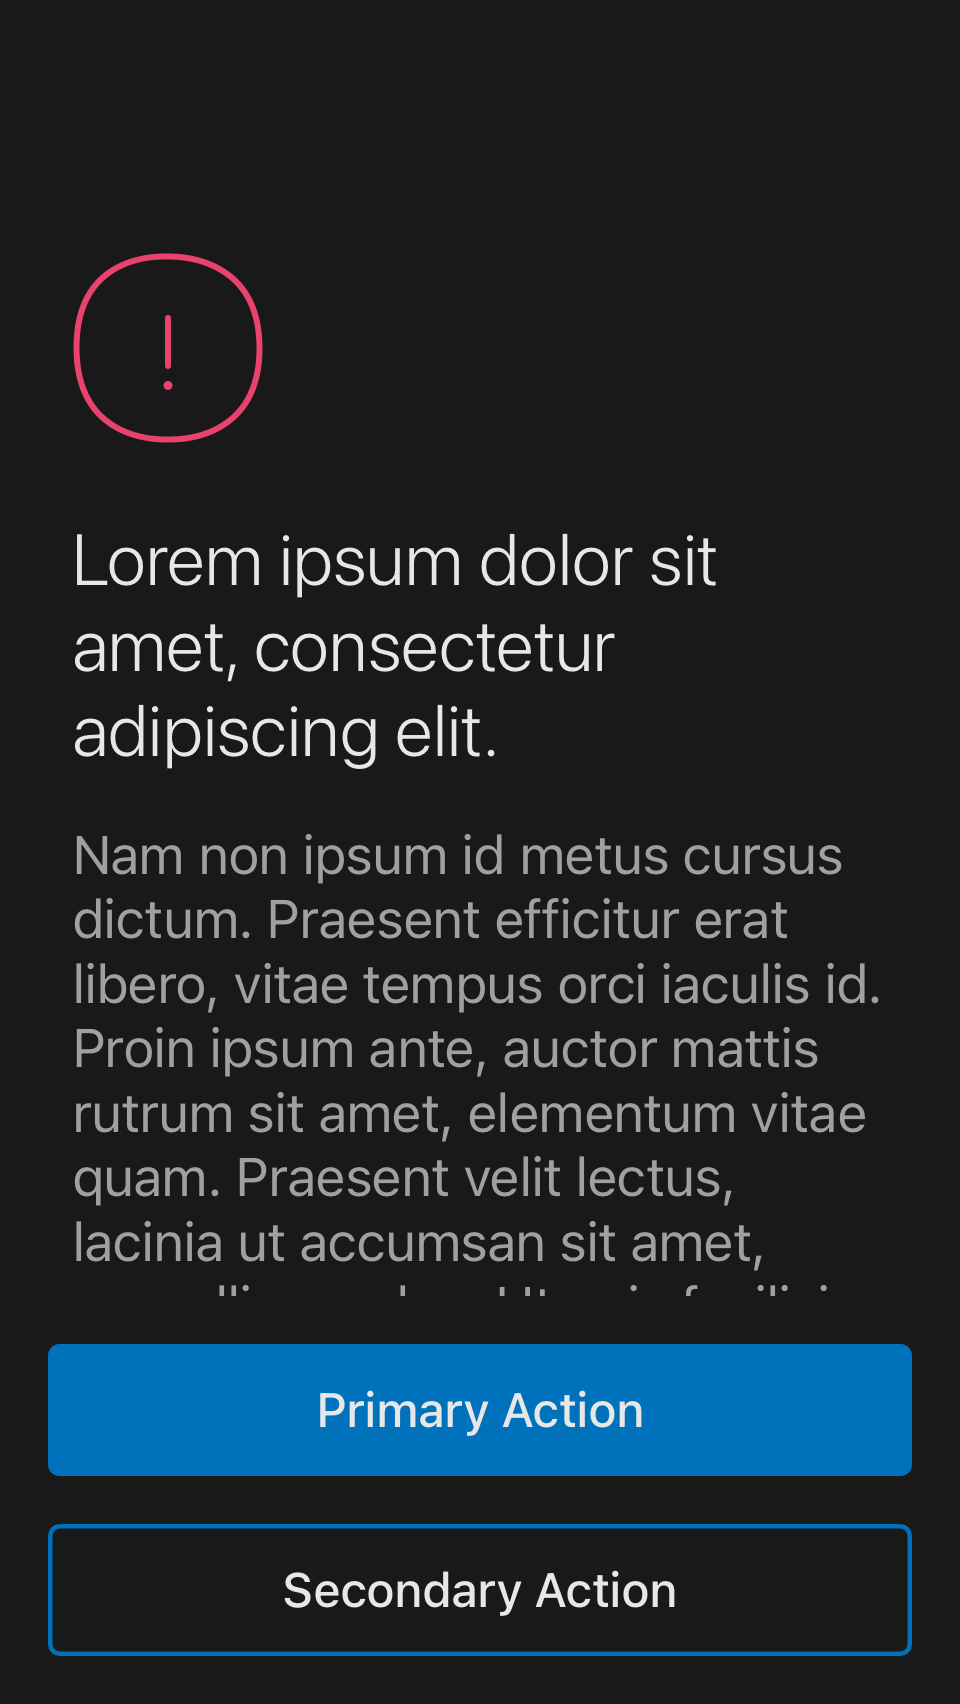 Lorem ipsum dolor sit
amet, consectetur
adipiscing elit.
Nam non ipsum id metus cursus
dictum. Praesent efficitur erat
libero, vitae tempus orci iaculis id.
Proin ipsum ante, auctor mattis
rutrum sit amet, elementum vitae
quam. Praesent velit lectus,
lacinia ut accumsan sit amet,
Primary Action
Secondary Action